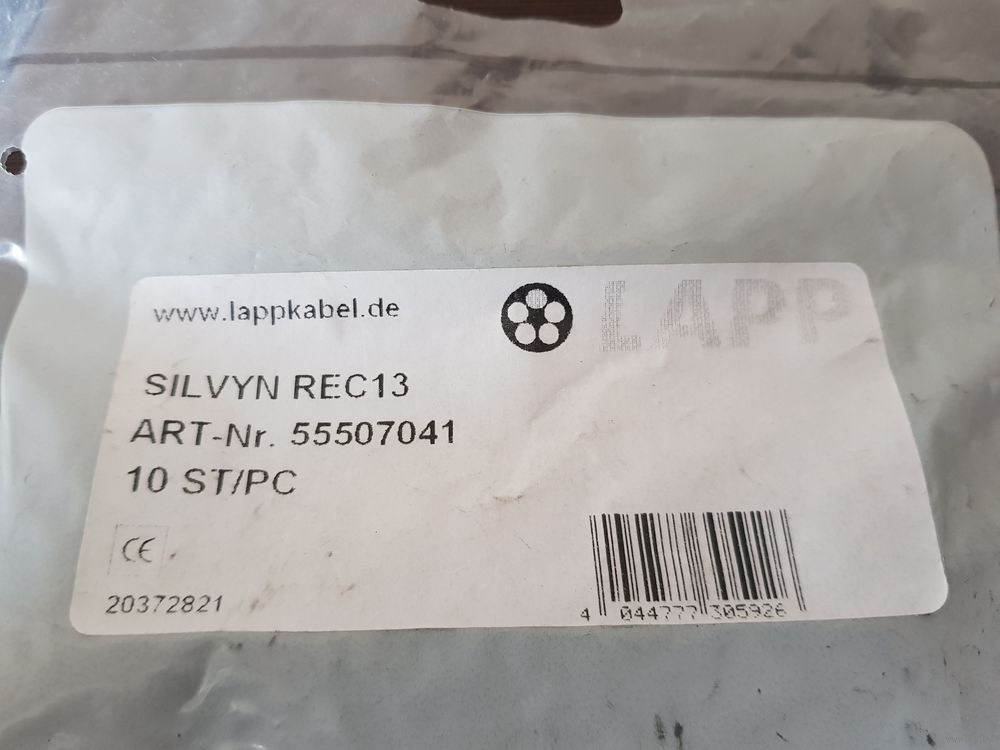 www.lappkabel.de
LAPP
SILVYN REC13
ART-Nr. 55507041
10 ST/PC
CE
20372821
4 044777 305926